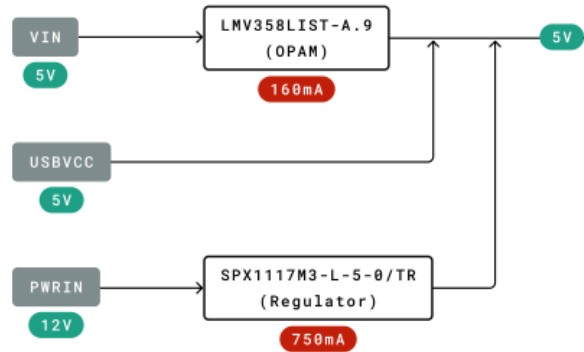 VIN
5V
LMV358LIST-A.9
(OPAM)
160mA
5V
USBVCC
5V
PWRIN
12V
SPX1117M3-L-5-0/TR
(Regulator)
750mA